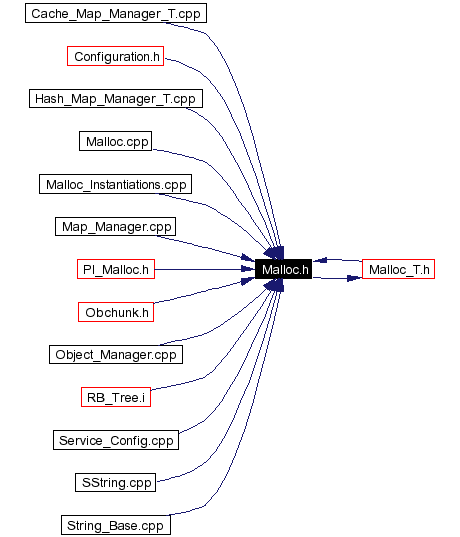 Cache_Map_Manager_T.cpp
Configuration.h
Hash_Map_Manager_T.cpp
Malloc.cpp
Malloc_Instantiations.cpp
Map_Manager.cpp
PI_Malloc.h
Malloc.h
Malloc_T.h
Obchunk.h
Object_Manager.cpp
RB_Tree.i
Service_Config.cpp
SString.cpp
String_Base.cpp